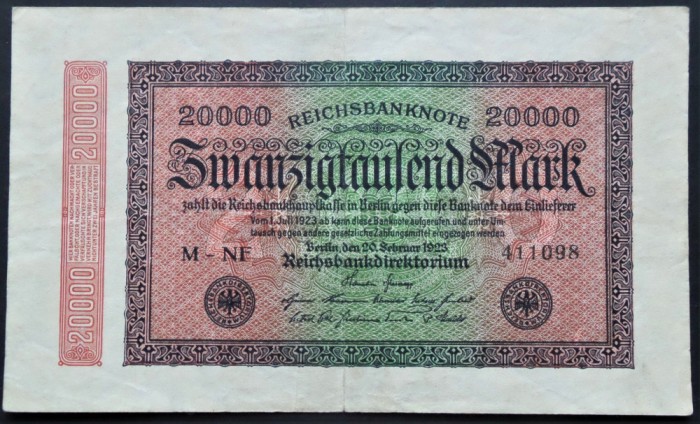 20000 REICHSBANKNOTE 20000
Zwanzigtausend Mark
zahlt die Reichsbankhauptkasse in Berlin gegen diese Banknote dem Einlieferer
Vom 1. Juli 1923 ab kann diese Banknote aufgerufen und unter Um
tausch gegen andere gesetzliche Zahlungsmittel eingezogen werden
Berlin, den 20. Februar 1923
M-NF Reichsbankdirektorium 411098
20000
20000